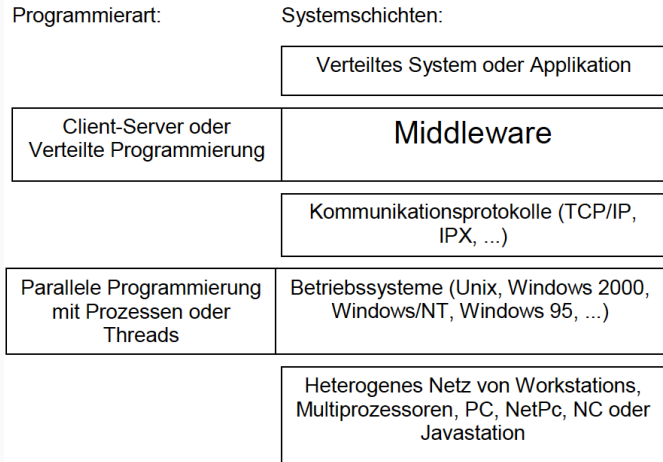 Programmierart:
Systemschichten:
Verteiltes System oder Applikation
Client-Server oder
Verteilte Programmierung
Middleware
Kommunikationsprotokolle (TCP/IP,
IPX, ...)
Parallele Programmierung
mit Prozessen oder
Threads
Betriebssysteme (Unix, Windows 2000,
Windows/NT, Windows 95, ...)
Heterogenes Netz von Workstations,
Multiprozessoren, PC, NetPc, NC oder
Javastation